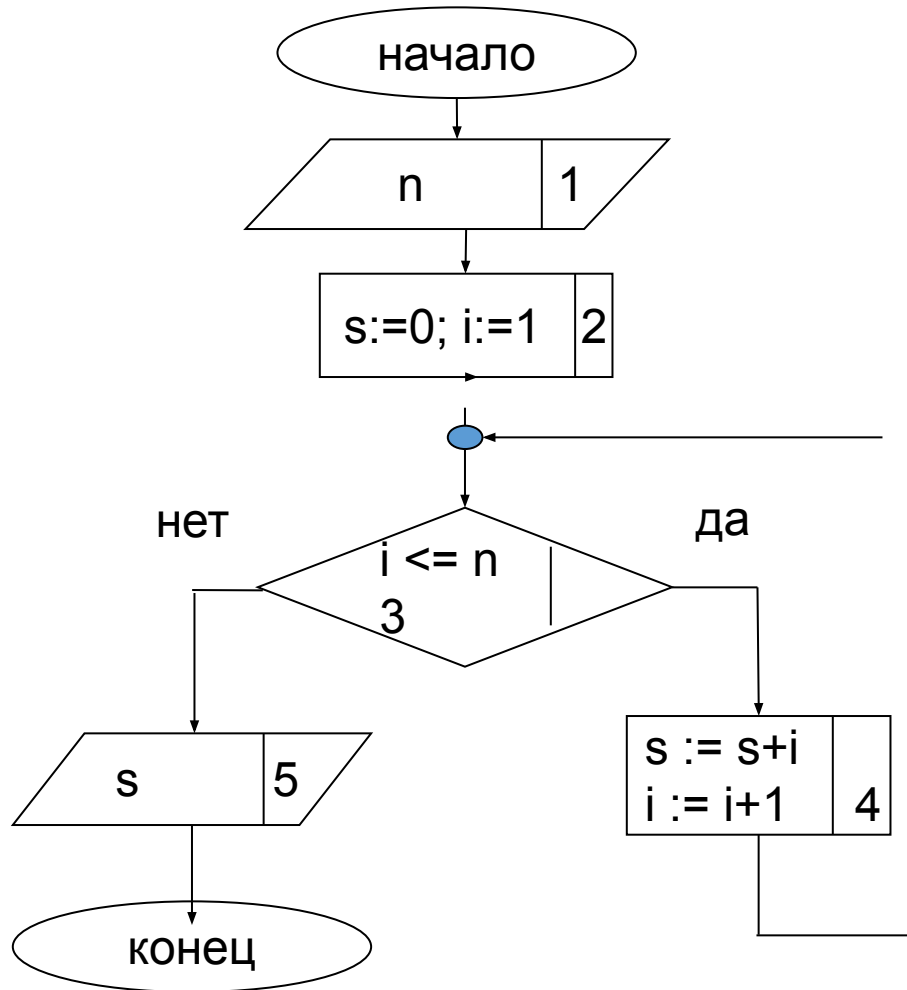 начало
n 1
s:=0; i:=1 2
нет да
i <= n
3
s 5
s := s+i
i := i+1 4
конец